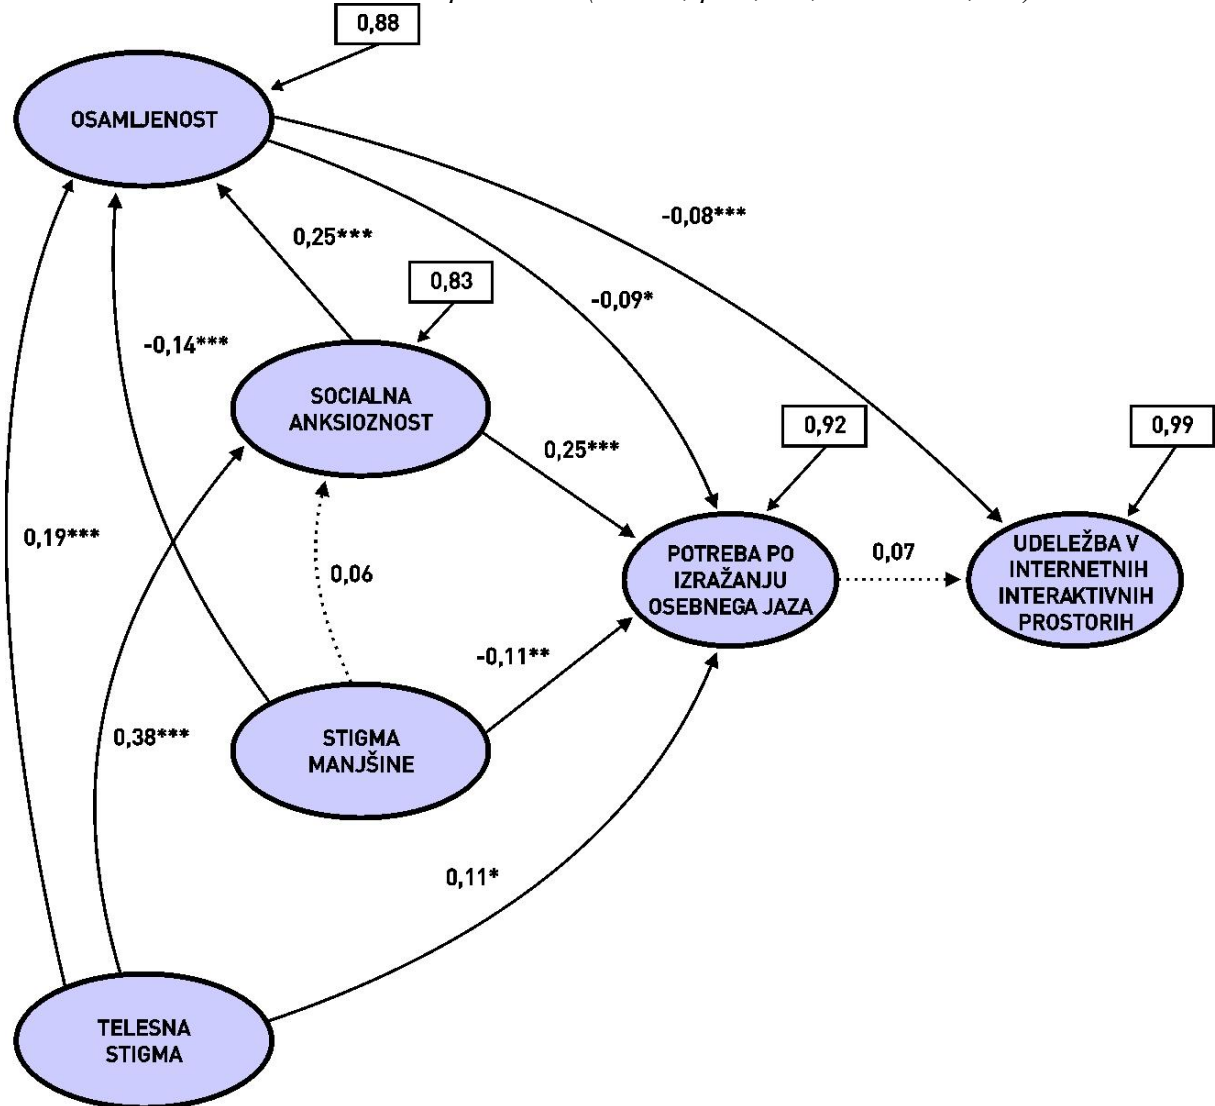 0,88
OSAMLJENOST
-0,08***
0,25***
0,83
-0,09*
-0,14***
SOCIALNA
ANKSIOZNOST
0,92
0,99
0,25***
0,19***
POTREBA PO
IZRAŽANJU
OSEBNEGA JAZA
0,07
UDELEŽBA V
INTERNETNIH
INTERAKTIVNIH
PROSTORIH
0,06
-0,11**
0,38***
STIGMA
MANJŠINE
0,11*
TELESNA
STIGMA